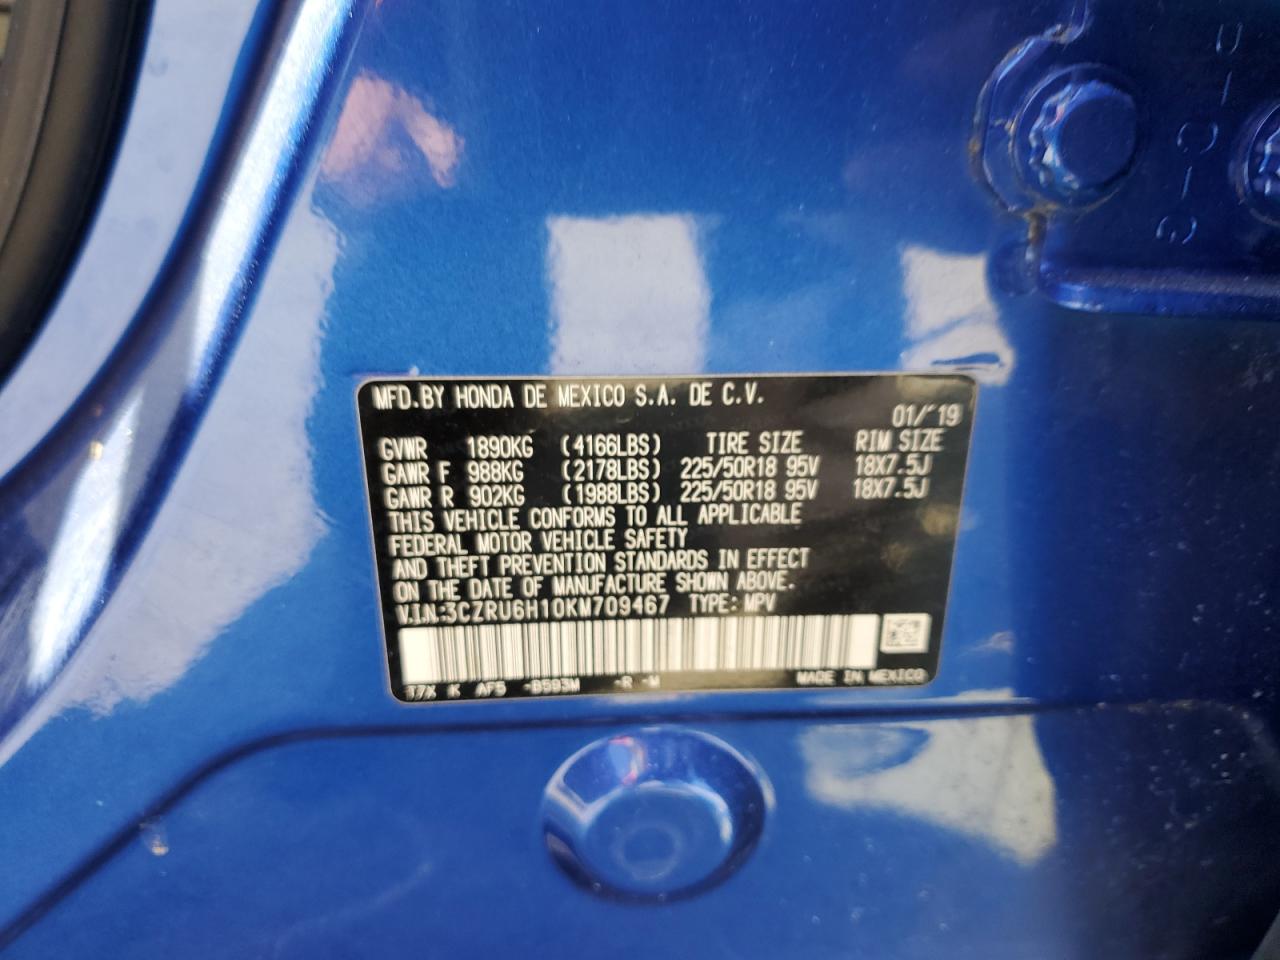 MFD.BY HONDA DE MEXICO S.A. DE C.V.
01/'19
GVWR 1890KG (4166LBS) TIRE SIZE RIM SIZE
GAWR F 988KG (2178LBS) 225/50R18 95V 18X7.5J
GAWR R 902KG (1988LBS) 225/50R18 95V 18X7.5J
THIS VEHICLE CONFORMS TO ALL APPLICABLE
FEDERAL MOTOR VEHICLE SAFETY
AND THEFT PREVENTION STANDARDS IN EFFECT
ON THE DATE OF MANUFACTURE SHOWN ABOVE.
V.I.N:3CZRU6H10KM709467 TYPE: MPV
T7X K AF5 -B593M -R -W MADE IN MEXICO